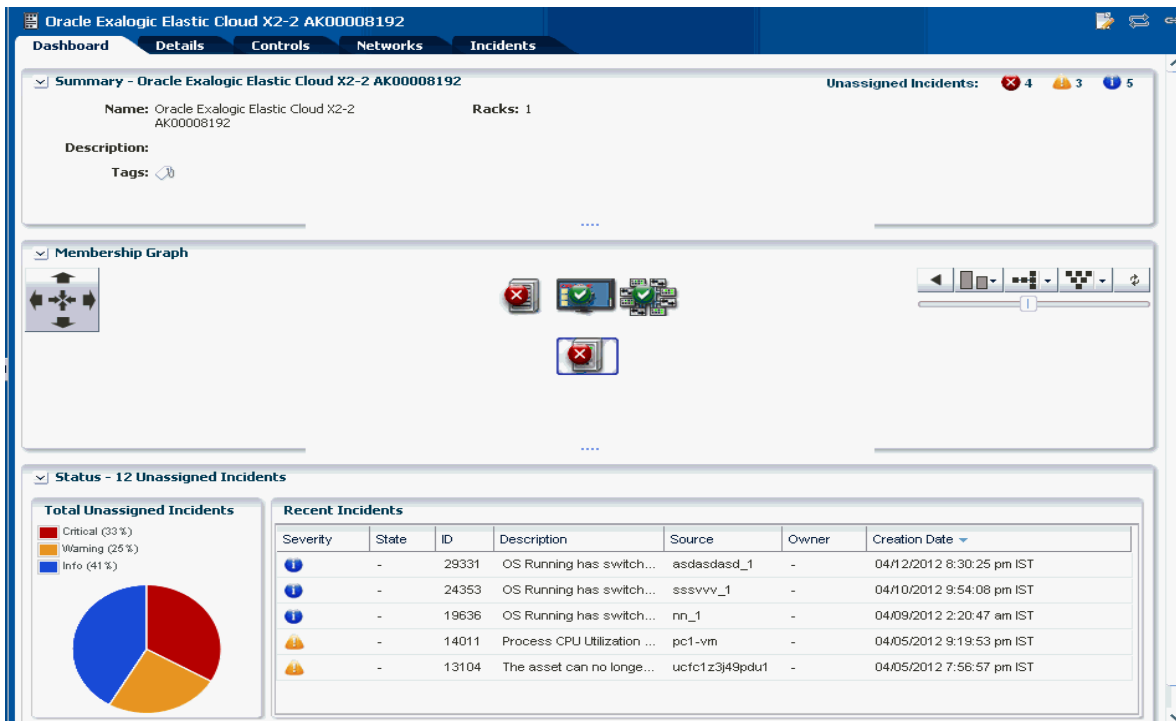 Oracle Exalogic Elastic Cloud X2-2 AK00008192
Dashboard Details Controls Networks Incidents
Summary - Oracle Exalogic Elastic Cloud X2-2 AK00008192 Unassigned Incidents: 4 3 5
Name: Oracle Exalogic Elastic Cloud X2-2 Racks: 1
AK00008192
Description:
Tags:
Membership Graph
Status - 12 Unassigned Incidents
Total Unassigned Incidents
Critical (33%)
Warning (25%)
Info (41%)
Recent Incidents
Severity State ID Description Source Owner Creation Date
- 29331 OS Running has switch... asdasdasd_1 - 04/12/2012 8:30:25 pm IST
- 24353 OS Running has switch... sssvvv_1 - 04/10/2012 9:54:08 pm IST
- 19636 OS Running has switch... nn_1 - 04/09/2012 2:20:47 am IST
- 14011 Process CPU Utilization ... pc1-vm - 04/05/2012 9:19:53 pm IST
- 13104 The asset can no longe... ucfc1z3j49pdu1 - 04/05/2012 7:56:57 pm IST